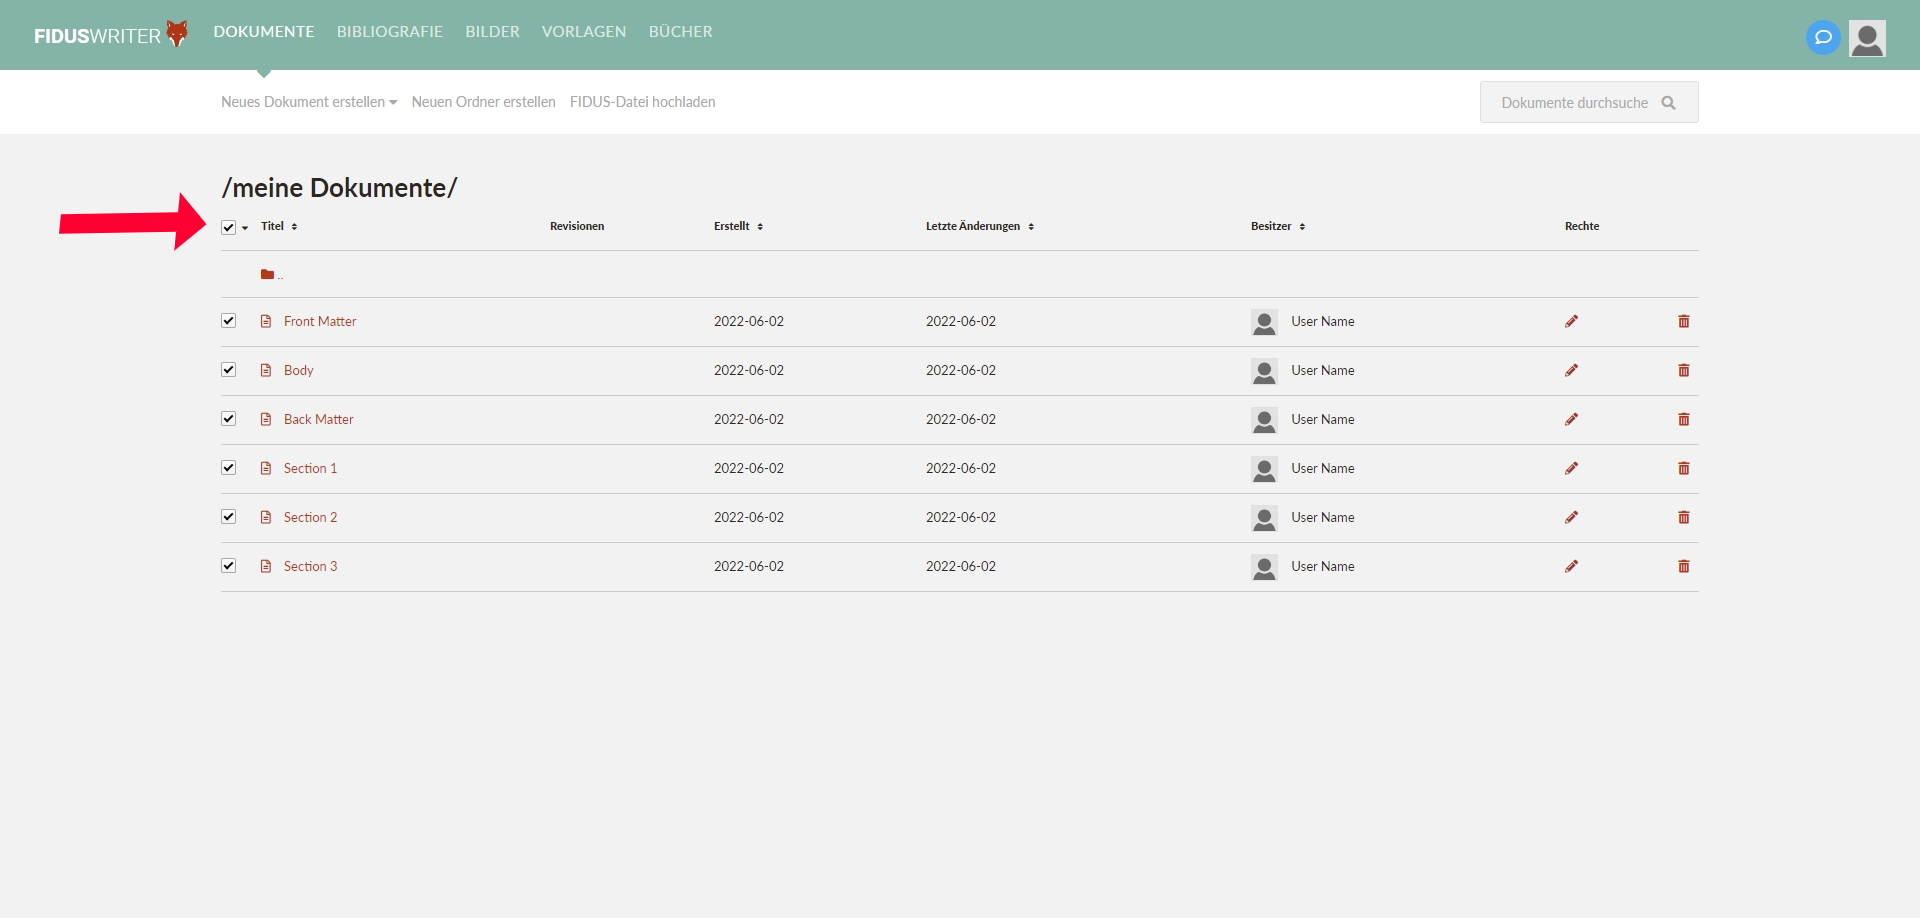 FIDUSWRITER DOKUMENTE BIBLIOGRAFIE BILDER VORLAGEN BÜCHER
Neues Dokument erstellen Neuen Ordner erstellen FIDUS-Datei hochladen Dokumente durchsuche
/meine Dokumente/
Titel Revisionen Erstellt Letzte Änderungen Besitzer Rechte
..
Front Matter 2022-06-02 2022-06-02 User Name
Body 2022-06-02 2022-06-02 User Name
Back Matter 2022-06-02 2022-06-02 User Name
Section 1 2022-06-02 2022-06-02 User Name
Section 2 2022-06-02 2022-06-02 User Name
Section 3 2022-06-02 2022-06-02 User Name